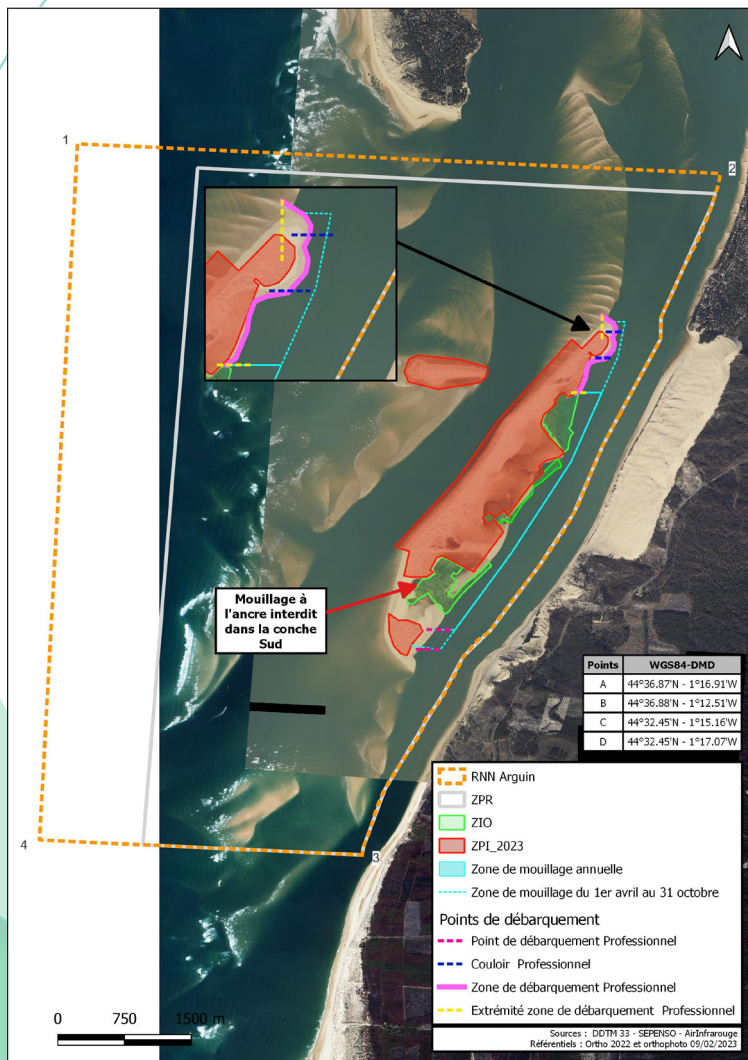 1
2
Mouillage à
l'ancre interdit
dans la conche
Sud
Points WGS84-DMD
A 44°36.87'N - 1°16.91'W
B 44°36.88'N - 1°12.51'W
C 44°32.45'N - 1°15.16'W
D 44°32.45'N - 1°17.07'W
4
3
RNN Arguin
ZPR
ZIO
ZPI_2023
Zone de mouillage annuelle
Zone de mouillage du 1er avril au 31 octobre
Points de débarquement
Point de débarquement Professionnel
Couloir Professionnel
Zone de débarquement Professionnel
Extrémité zone de débarquement Professionnel
0 750 1500 m
Sources : DDTM 33 - SEPENSO - AirInfrarouge
Référentiels : Ortho 2022 et orthophoto 09/02/2023